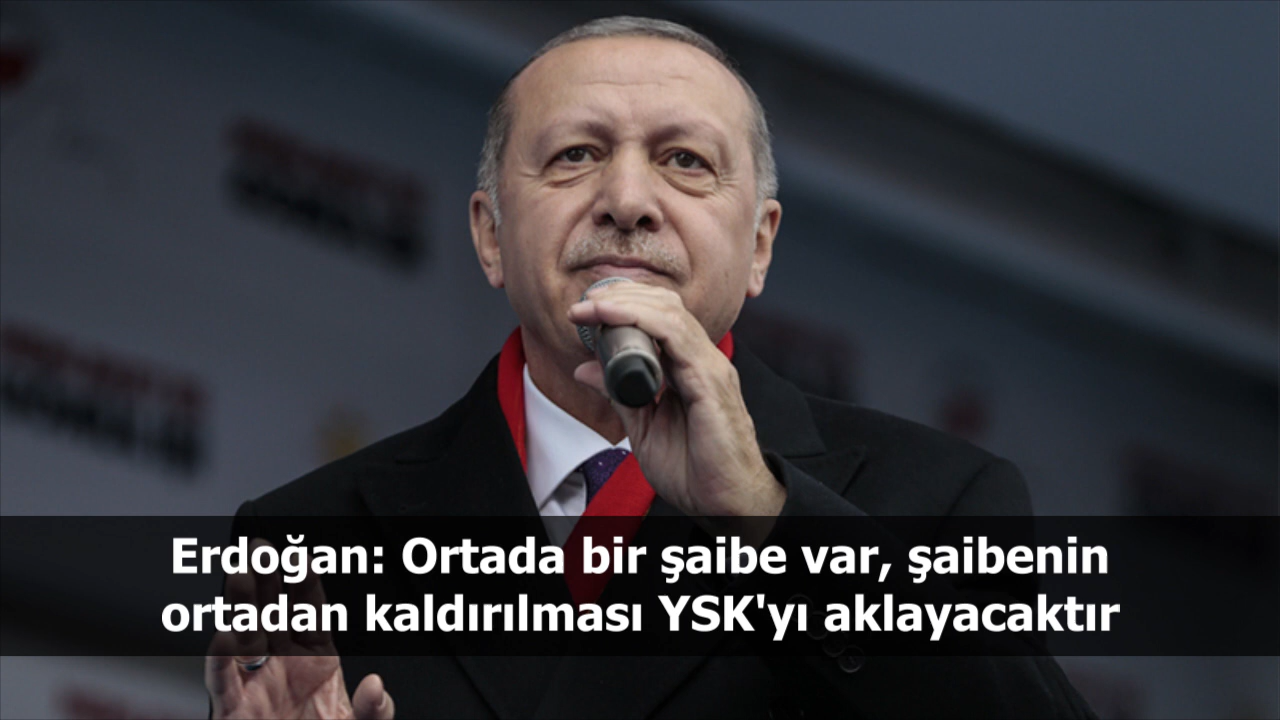 Erdoğan: Ortada bir şaibe var, şaibenin
ortadan kaldırılması YSK'yı aklayacaktır